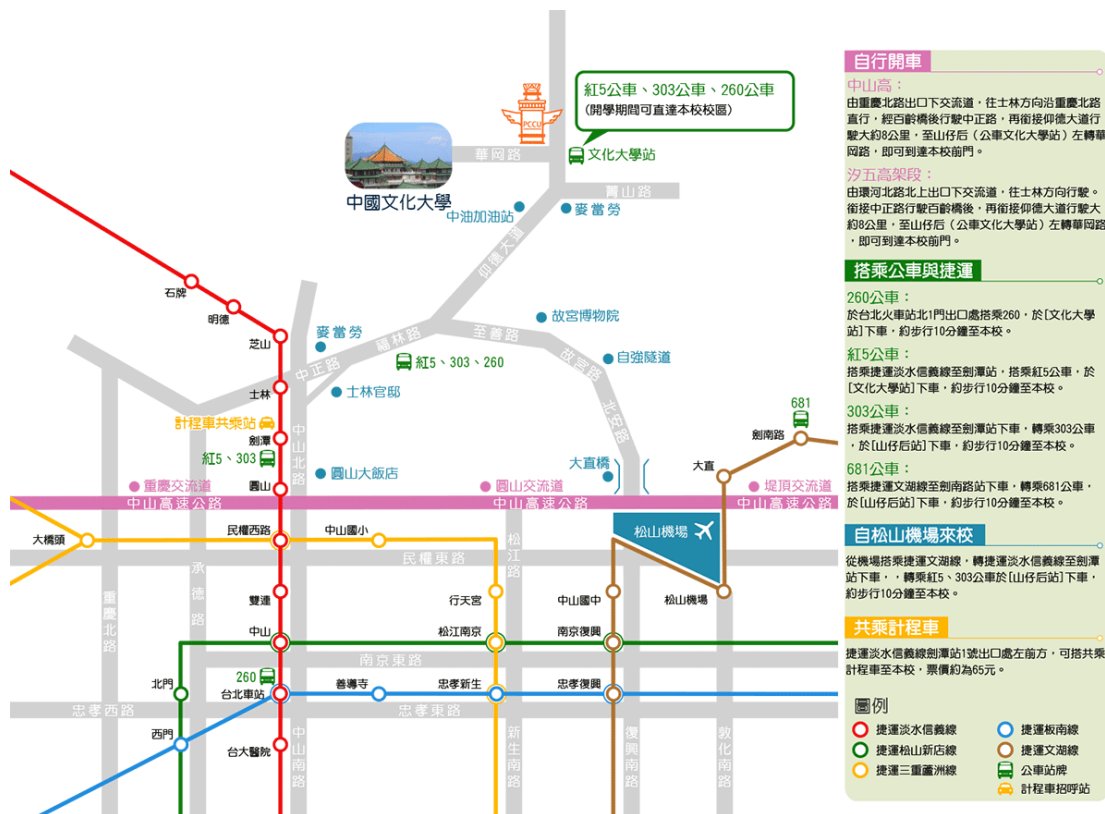 紅5公車、303公車、260公車
(開學期間可直達本校校區)
PCCU
華岡路
文化大學站
中國文化大學
菁山路
中油加油站
麥當勞
仰德大道
石牌
明德
芝山
麥當勞
故宮博物院
至善路
福林路
中正路
紅5、303、260
故宮路
自強隧道
士林
士林官邸
北安路
681
計程車共乘站
劍潭
中山北路
劍南路
紅5、303
圓山大飯店
大直橋
大直
圓山
重慶交流道
圓山交流道
堤頂交流道
中山高速公路
中山高速公路
中山高速公路
大橋頭
民權西路
中山國小
民權東路
松江路
松山機場
承德路
重慶北路
雙連
行天宮
中山國中
松山機場
中山
松江南京
南京復興
南京東路
260
北門
台北車站
善導寺
忠孝新生
忠孝復興
忠孝西路
忠孝東路
西門
台大醫院
中山南路
新生南路
復興南路
敦化南路
自行開車
中山高：
由重慶北路出口下交流道，往士林方向沿重慶北路
直行，經百齡橋後行駛中正路，再銜接仰德大道行
駛大約8公里，至山仔后（公車文化大學站）左轉華
岡路，即可到達本校前門。
汐五高架段：
由環河北路北上出口下交流道，往士林方向行駛。
銜接中正路行駛百齡橋後，再銜接仰德大道行駛大
約8公里，至山仔后（公車文化大學站）左轉華岡路
，即可到達本校前門。
搭乘公車與捷運
260公車：
於台北火車站北1門出口處搭乘260，於[文化大學
站]下車，約步行10分鐘至本校。
紅5公車：
搭乘捷運淡水信義線至劍潭站，搭乘紅5公車，於
[文化大學站]下車，約步行10分鐘至本校。
303公車：
搭乘捷運淡水信義線至劍潭站下車，轉乘303公車
，於[山仔后站]下車，約步行10分鐘至本校。
681公車：
搭乘捷運文湖線至劍南路站下車，轉乘681公車，
於[山仔后站]下車，約步行10分鐘至本校。
自松山機場來校
從機場搭乘捷運文湖線，轉捷運淡水信義線至劍潭
站下車，，轉乘紅5、303公車於[山仔后站]下車，
約步行10分鐘至本校。
共乘計程車
捷運淡水信義線劍潭站1號出口處左前方，可搭共乘
計程車至本校，票價約為65元。
圖例
捷運淡水信義線
捷運板南線
捷運松山新店線
捷運文湖線
捷運三重蘆洲線
公車站牌
計程車招呼站